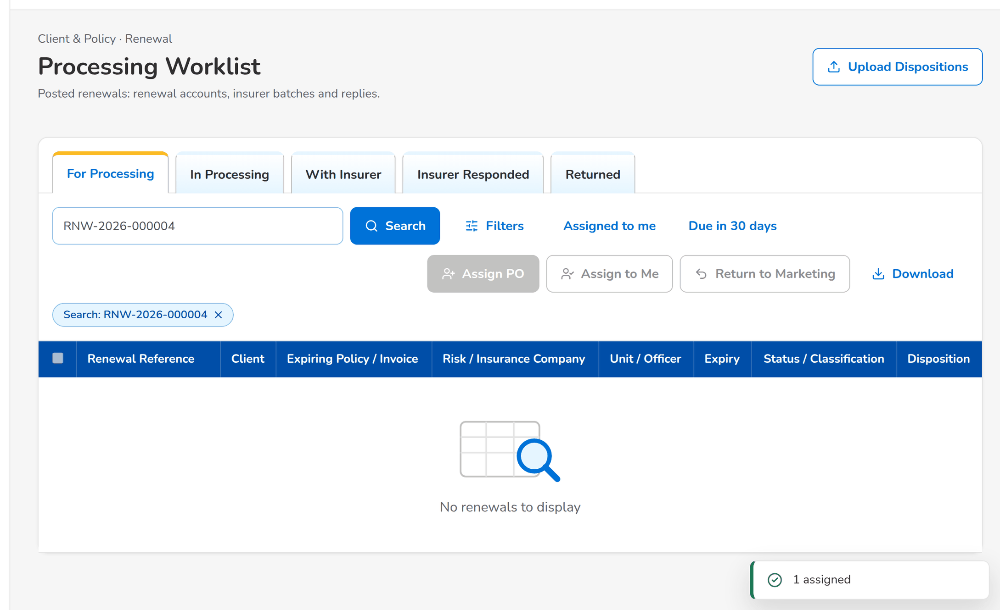 Client & Policy · Renewal
Processing Worklist
Upload Dispositions
Posted renewals: renewal accounts, insurer batches and replies.
For Processing
In Processing
With Insurer
Insurer Responded
Returned
RNW-2026-000004
Search
Filters
Assigned to me
Due in 30 days
Assign PO
Assign to Me
Return to Marketing
Download
Search: RNW-2026-000004
Renewal Reference
Client
Expiring Policy / Invoice
Risk / Insurance Company
Unit / Officer
Expiry
Status / Classification
Disposition
No renewals to display
1 assigned